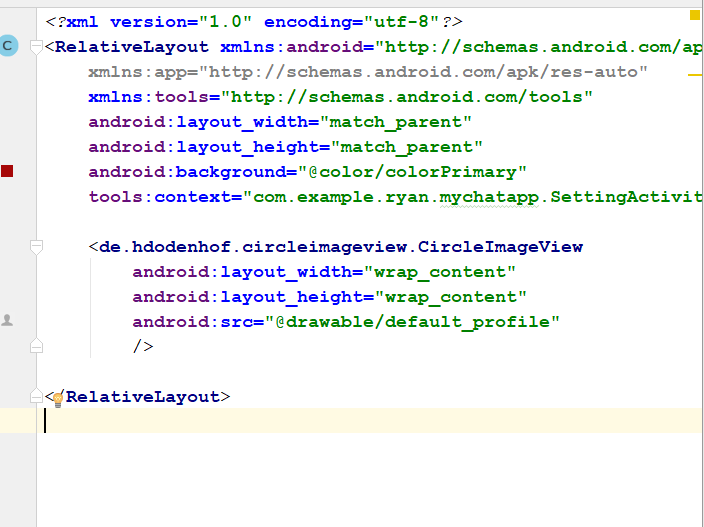 C
<?xml version="1.0" encoding="utf-8"?>
<RelativeLayout xmlns:android="http://schemas.android.com/ap
xmlns:app="http://schemas.android.com/apk/res-auto"
xmlns:tools="http://schemas.android.com/tools"
android:layout_width="match_parent"
android:layout_height="match_parent"
android:background="@color/colorPrimary"
tools:context="com.example.ryan.mychatapp.SettingActivit
<de.hdodenhof.circleimageview.CircleImageView
android:layout_width="wrap_content"
android:layout_height="wrap_content"
android:src="@drawable/default_profile"
/>
</RelativeLayout>